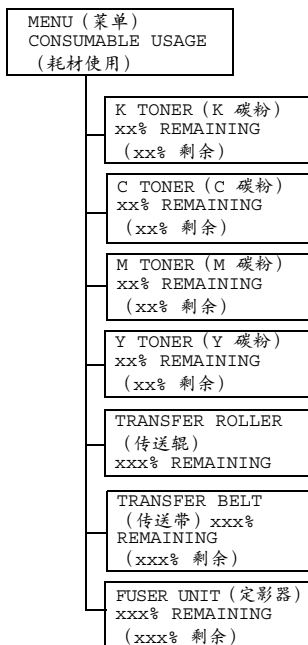 MENU（菜单）
CONSUMABLE USAGE
（耗材使用）
K TONER（K 碳粉）
xx% REMAINING
（xx% 剩余）
C TONER（C 碳粉）
xx% REMAINING
（xx% 剩余）
M TONER（M 碳粉）
xx% REMAINING
（xx% 剩余）
Y TONER（Y 碳粉）
xx% REMAINING
（xx% 剩余）
TRANSFER ROLLER
（传送辊）
xxx% REMAINING
TRANSFER BELT
（传送带）xxx%
REMAINING
（xxx% 剩余）
FUSER UNIT（定影器）
xxx% REMAINING
（xxx% 剩余）